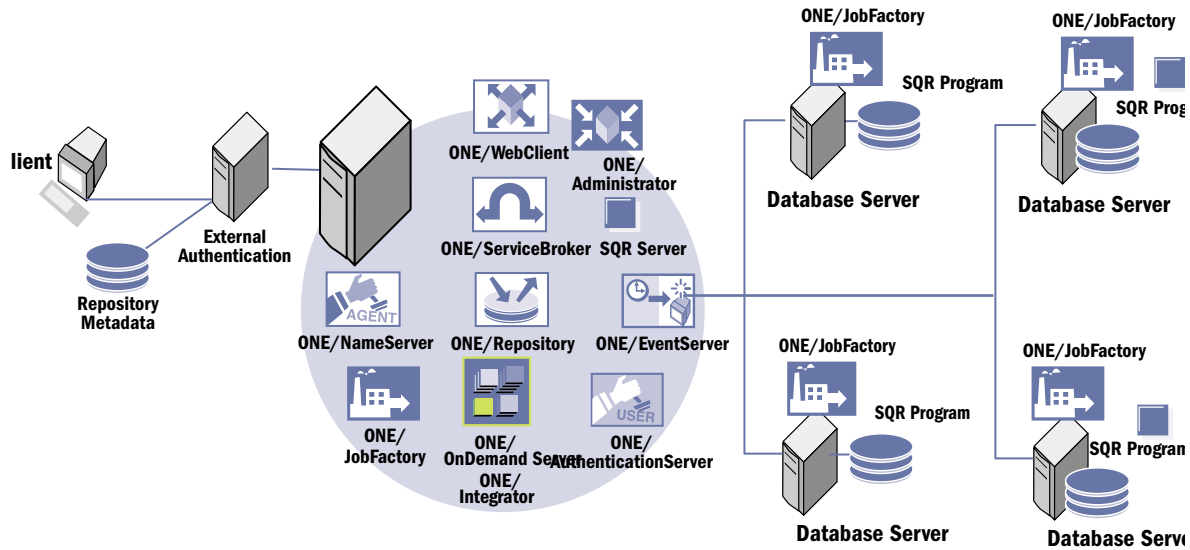 lient
External
Authentication
Repository
Metadata
ONE/WebClient
ONE/
Administrator
ONE/ServiceBroker
SQR Server
AGENT
ONE/NameServer
ONE/Repository
ONE/EventServer
ONE/
JobFactory
ONE/
OnDemand Server
ONE/
Integrator
USER
ONE/
AuthenticationServer
ONE/JobFactory
SQR Program
Database Server
ONE/JobFactory
SQR Prog
Database Server
ONE/JobFactory
SQR Program
Database Server
ONE/JobFactory
SQR Program
Database Serve